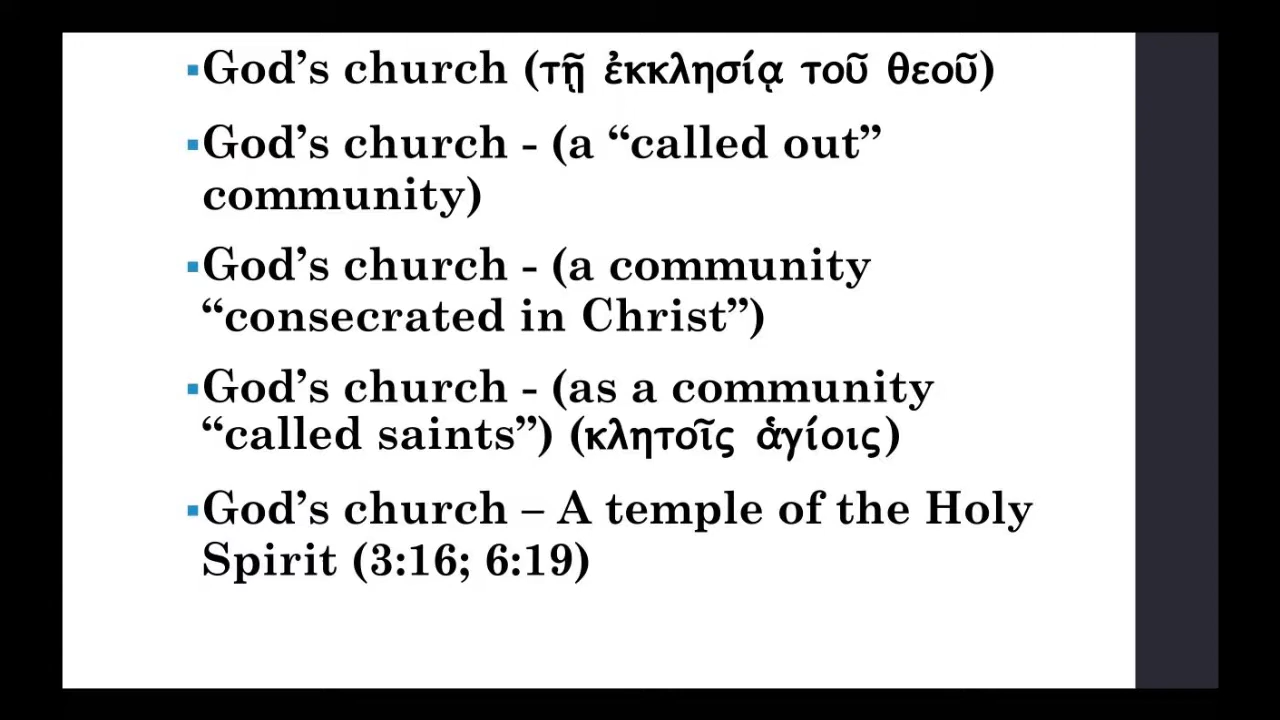 ▪God’s church (τῇ ἐκκλησίᾳ τοῦ θεοῦ)
▪God’s church - (a “called out”
community)
▪God’s church - (a community
“consecrated in Christ”)
▪God’s church - (as a community
“called saints”) (κλητοῖς ἁγίοις)
▪God’s church – A temple of the Holy
Spirit (3:16; 6:19)